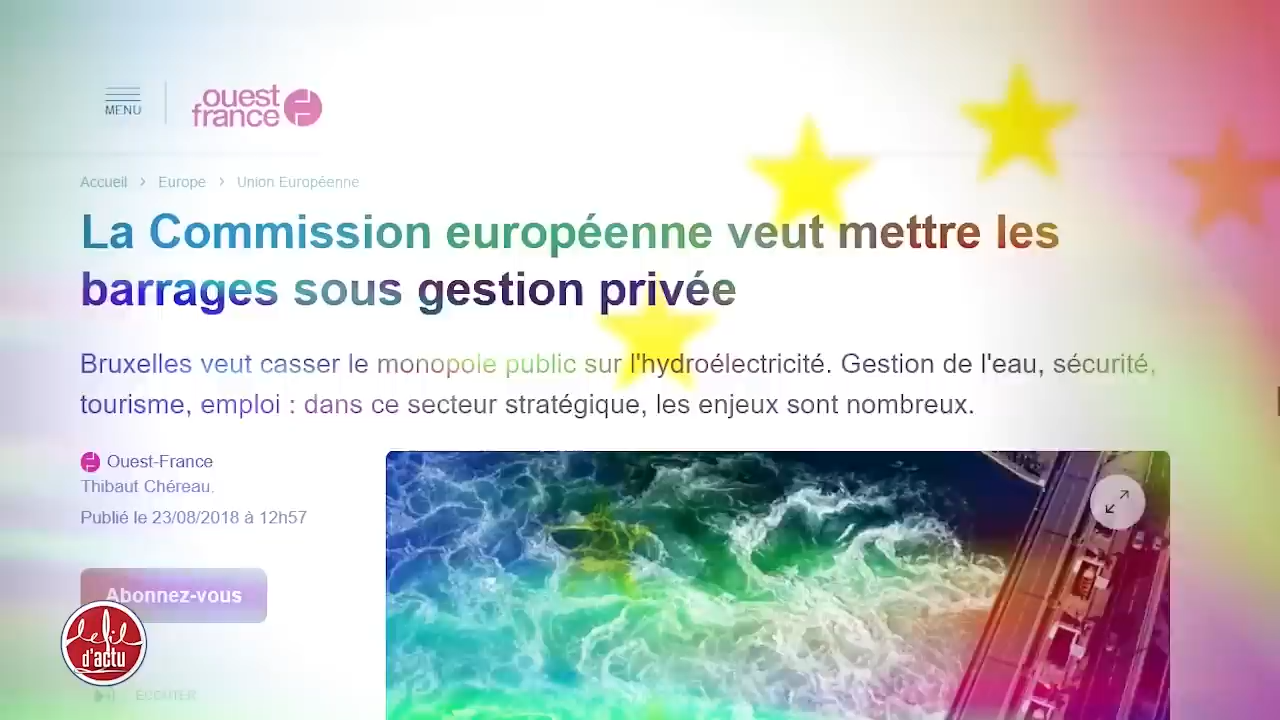 MENU
ouest
france
Accueil > Europe > Union Européenne
La Commission européenne veut mettre les
barrages sous gestion privée
Bruxelles veut casser le monopole public sur l'hydroélectricité. Gestion de l'eau, sécurité,
tourisme, emploi : dans ce secteur stratégique, les enjeux sont nombreux.
Ouest-France
Thibaut Chéreau.
Publié le 23/08/2018 à 12h57
Abonnez-vous
le fil
d'actu
ÉCOUTER